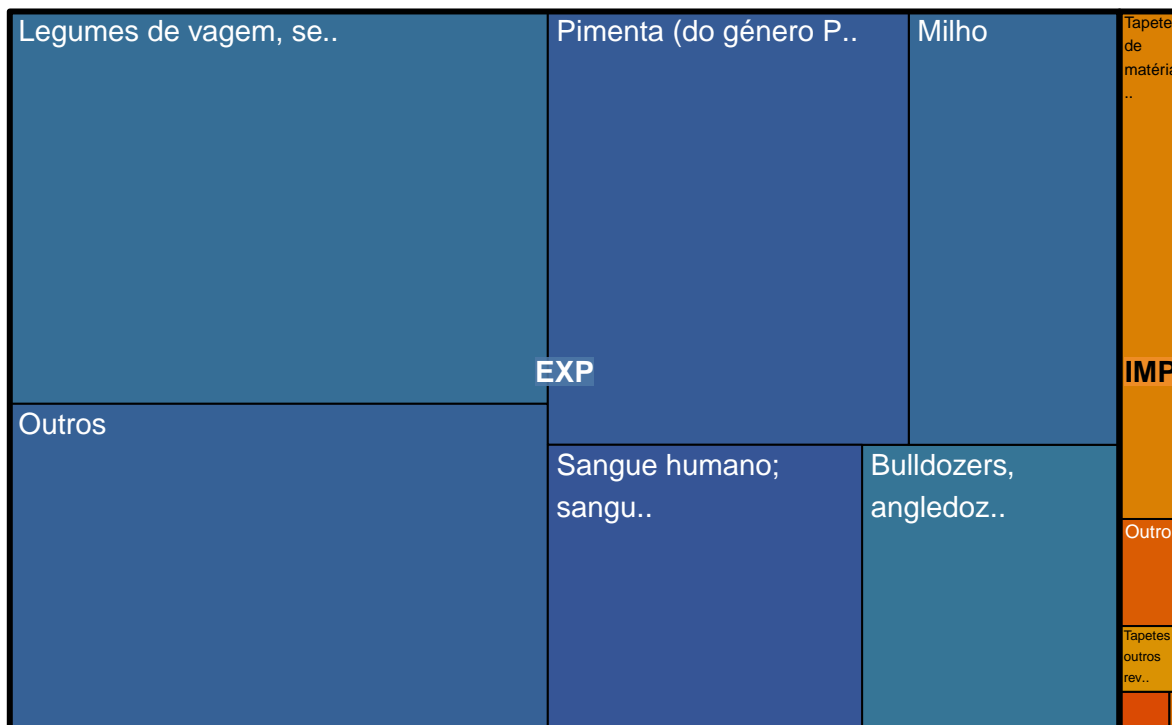 Legumes de vagem, se..
Pimenta (do género P..
Milho
EXP
Outros
Sangue humano;
sangu..
Bulldozers,
angledoz..
Tapete
de
matéria
..
IMP
Outro
Tapetes
outros
rev..